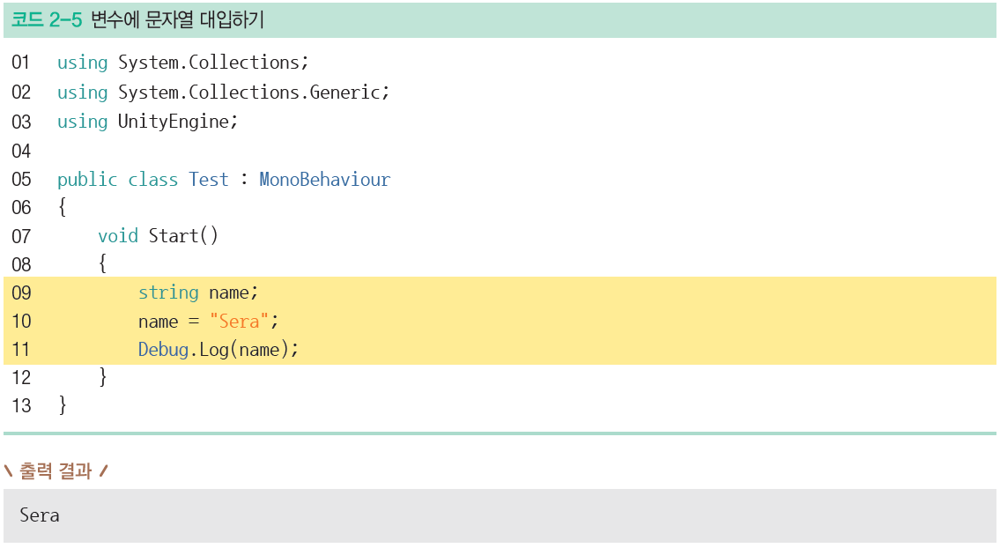 코드 2-5 변수에 문자열 대입하기
01 using System.Collections;
02 using System.Collections.Generic;
03 using UnityEngine;
04
05 public class Test : MonoBehaviour
06 {
07     void Start()
08     {
09         string name;
10         name = "Sera";
11         Debug.Log(name);
12     }
13 }
\ 출력 결과 /
Sera